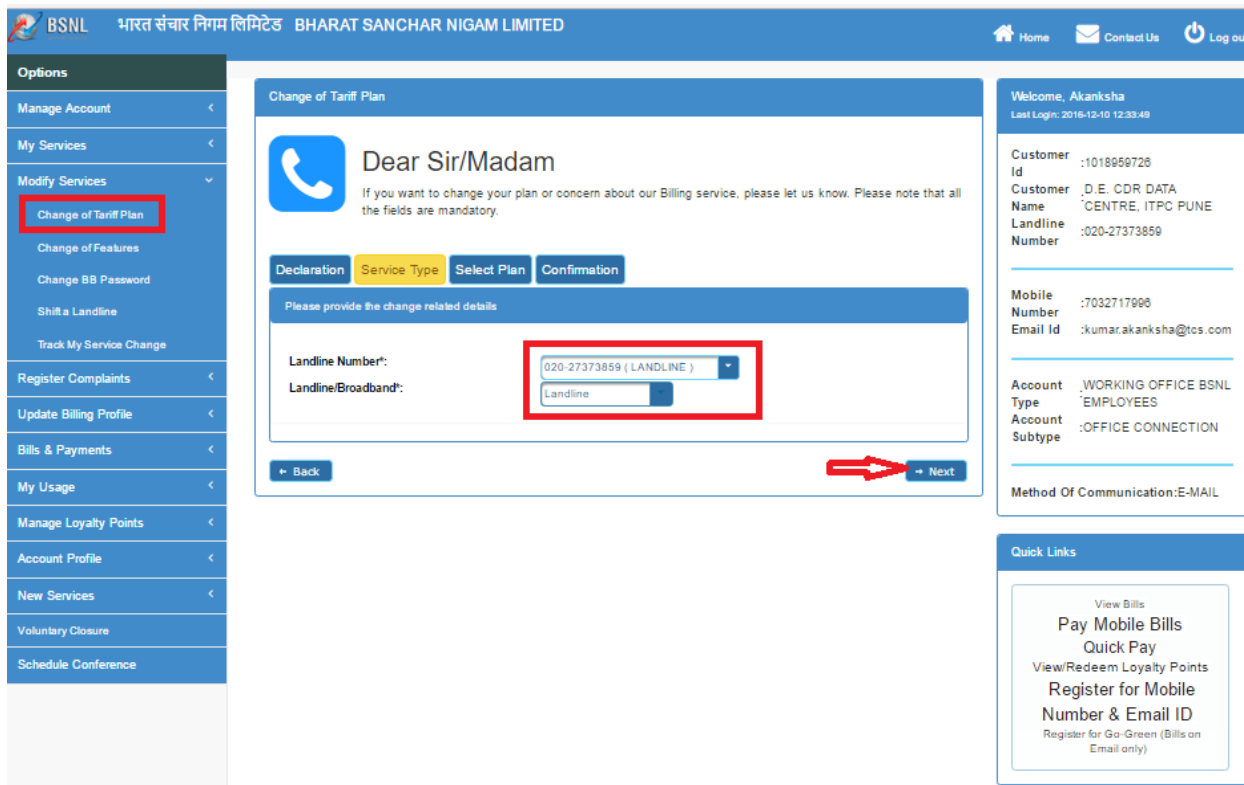 BSNL भारत संचार निगम लिमिटेड BHARAT SANCHAR NIGAM LIMITED
Home Contact Us Log ou
Options
Manage Account
My Services
Modify Services
Change of Tariff Plan
Change of Features
Change BB Password
Shift a Landline
Track My Service Change
Register Complaints
Update Billing Profile
Bills & Payments
My Usage
Manage Loyalty Points
Account Profile
New Services
Voluntary Closure
Schedule Conference
Change of Tariff Plan
Dear Sir/Madam
If you want to change your plan or concern about our Billing service, please let us know. Please note that all
the fields are mandatory.
Declaration Service Type Select Plan Confirmation
Please provide the change related details
Landline Number*: 020-27373859 ( LANDLINE )
Landline/Broadband*: Landline
← Back → Next
Welcome, Akanksha
Last Login: 2016-12-10 12:33:49
Customer Id :1018959726
Customer Name :D.E. CDR DATA
CENTRE, ITPC PUNE
Landline Number :020-27373859
Mobile Number :7032717996
Email Id :kumar.akanksha@tcs.com
Account Type :WORKING OFFICE BSNL
EMPLOYEES
Account Subtype :OFFICE CONNECTION
Method Of Communication:E-MAIL
Quick Links
View Bills
Pay Mobile Bills
Quick Pay
View/Redeem Loyalty Points
Register for Mobile
Number & Email ID
Register for Go-Green (Bills on
Email only)